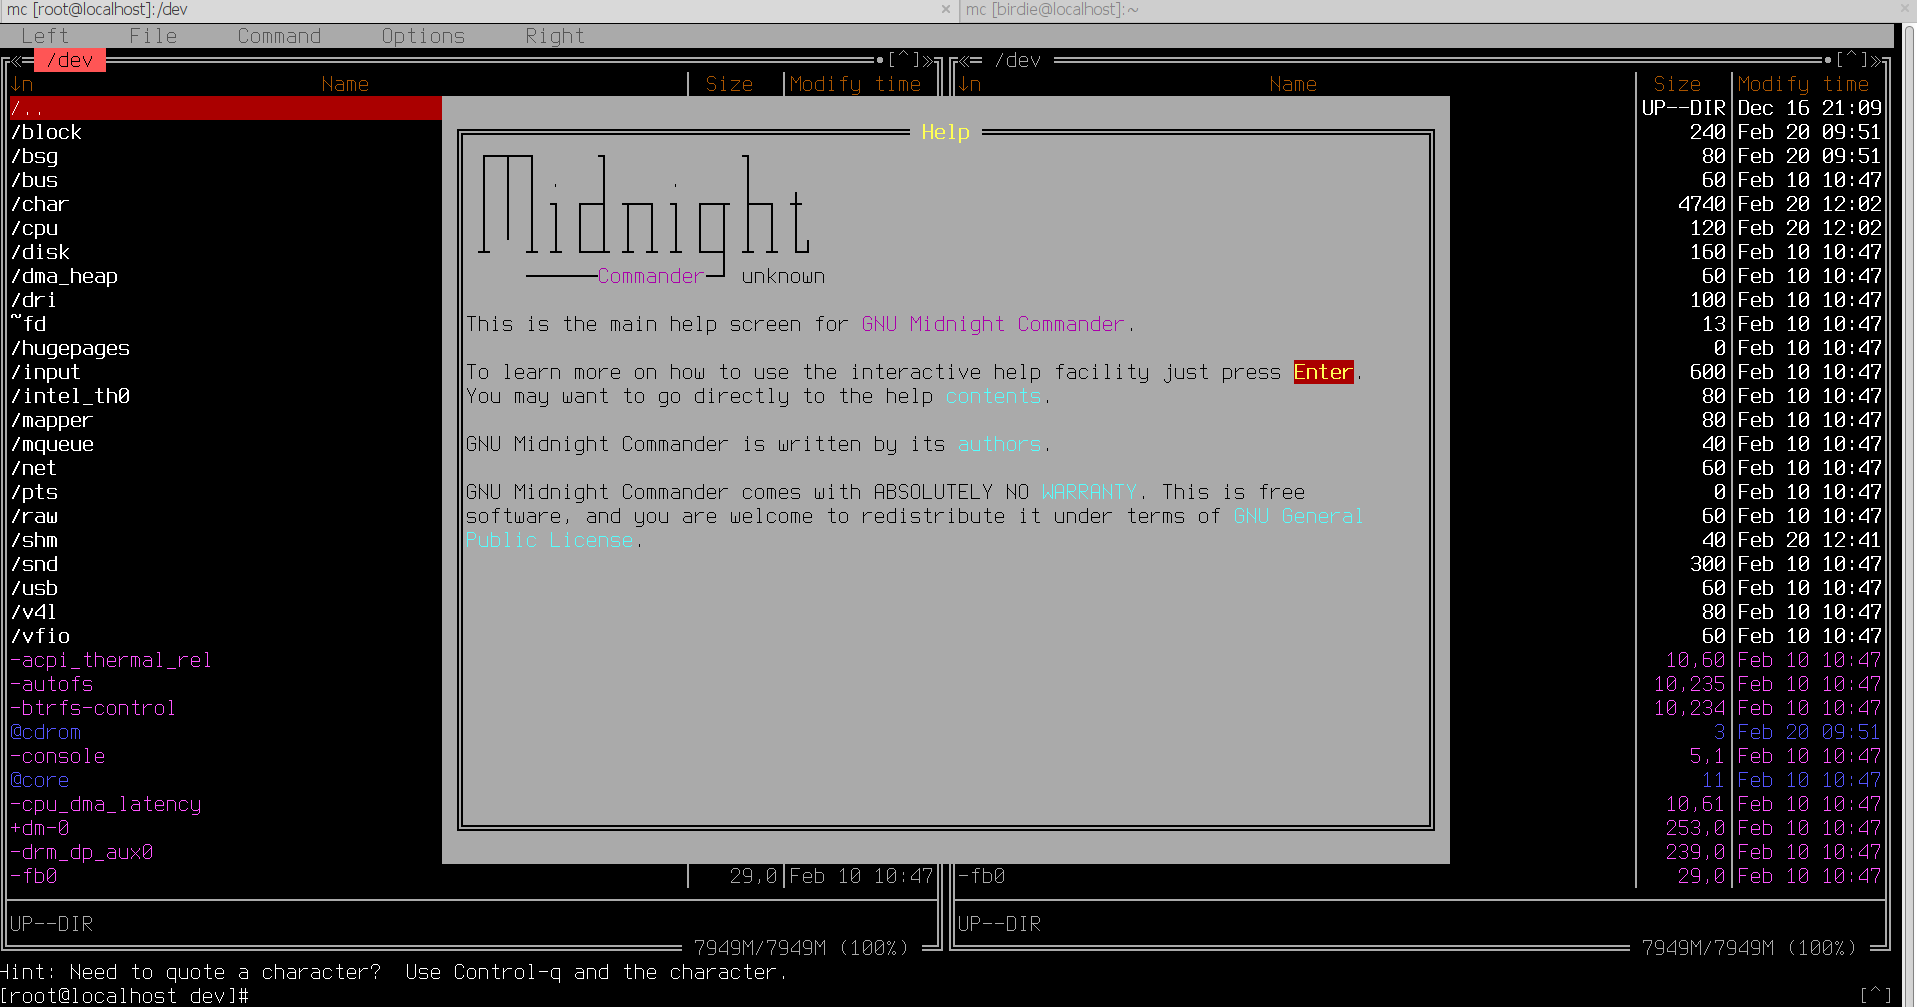 mc [root@localhost]:/dev × mc [birdie@localhost]:~ ×
Left File Command Options Right
«═ /dev •[^]» «═ /dev •[^]»
↓n Name Size Modify time ↓n Name Size Modify time
/.. UP--DIR Dec 16 21:09
/block Help 240 Feb 20 09:51
/bsg 80 Feb 20 09:51
/bus 60 Feb 10 10:47
/char Midnight 4740 Feb 20 12:02
/cpu 120 Feb 20 12:02
/disk 160 Feb 10 10:47
/dma_heap Commander unknown 60 Feb 10 10:47
/dri 100 Feb 10 10:47
~fd This is the main help screen for GNU Midnight Commander. 13 Feb 10 10:47
/hugepages 0 Feb 10 10:47
/input To learn more on how to use the interactive help facility just press Enter. 600 Feb 10 10:47
/intel_th0 You may want to go directly to the help contents. 80 Feb 10 10:47
/mapper 80 Feb 10 10:47
/mqueue GNU Midnight Commander is written by its authors. 40 Feb 10 10:47
/net 60 Feb 10 10:47
/pts GNU Midnight Commander comes with ABSOLUTELY NO WARRANTY. This is free 0 Feb 10 10:47
/raw software, and you are welcome to redistribute it under terms of GNU General 60 Feb 10 10:47
/shm Public License. 40 Feb 20 12:41
/snd 300 Feb 10 10:47
/usb 60 Feb 10 10:47
/v4l 80 Feb 10 10:47
/vfio 60 Feb 10 10:47
-acpi_thermal_rel 10,60 Feb 10 10:47
-autofs 10,235 Feb 10 10:47
-btrfs-control 10,234 Feb 10 10:47
@cdrom 3 Feb 20 09:51
-console 5,1 Feb 10 10:47
@core 11 Feb 10 10:47
-cpu_dma_latency 10,61 Feb 10 10:47
+dm-0 253,0 Feb 10 10:47
-drm_dp_aux0 239,0 Feb 10 10:47
-fb0 29,0 Feb 10 10:47 -fb0 29,0 Feb 10 10:47
UP--DIR UP--DIR
7949M/7949M (100%) 7949M/7949M (100%)
Hint: Need to quote a character? Use Control-q and the character.
[root@localhost dev]# [^]